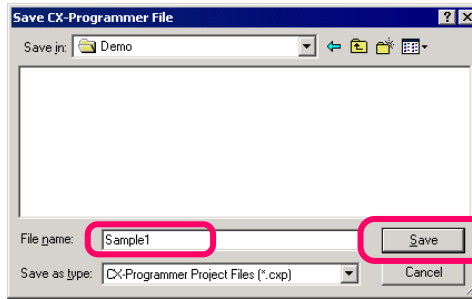 Save CX-Programmer File
Save in: Demo
File name: Sample1 Save
Save as type: CX-Programmer Project Files (*.cxp) Cancel